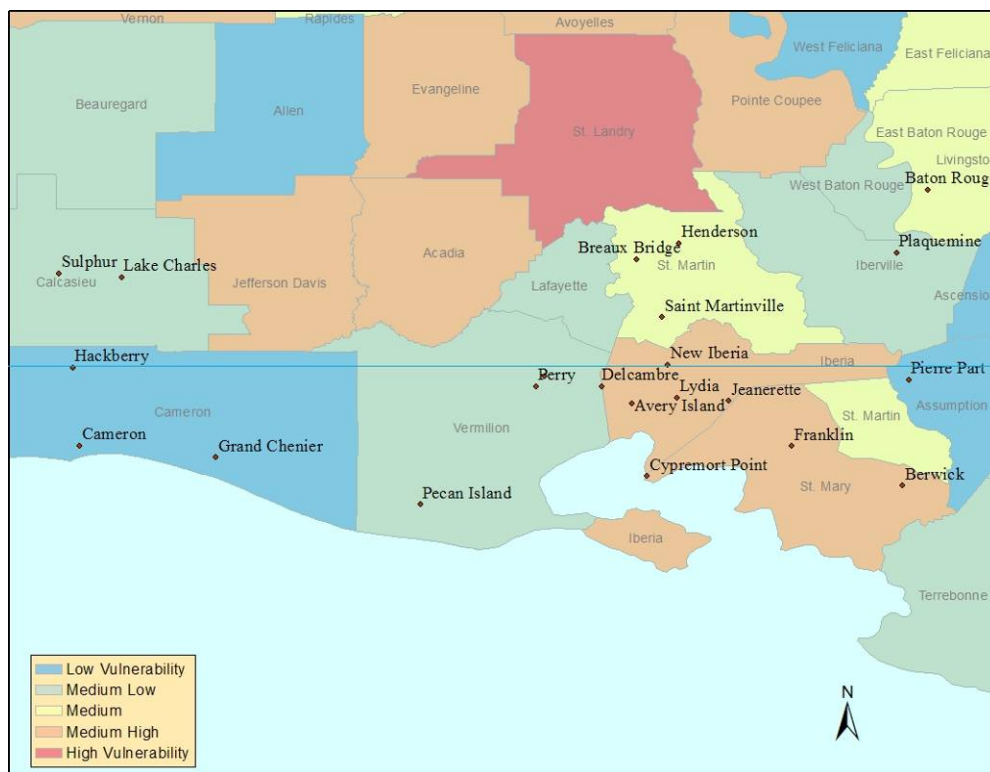 Vernon
Rapides
Avoyelles
West Feliciana
East Feliciana
Beauregard
Allen
Evangeline
Pointe Coupee
St. Landry
East Baton Rouge
Livingsto
Baton Roug
West Baton Rouge
Henderson
Plaquemine
Breaux Bridge
St. Martin
Iberville
Sulphur
Lake Charles
Calcasieu
Jefferson Davis
Acadia
Lafayette
Ascension
Saint Martinville
Hackberry
New Iberia
Iberia
Perry
Delcambre
Lydia
Jeanerette
Pierre Part
Avery Island
Cameron
Vermilion
St. Martin
Assumption
Cameron
Grand Chenier
Franklin
Cypremort Point
Berwick
St. Mary
Pecan Island
Iberia
Terrebonne
Low Vulnerability
Medium Low
Medium
Medium High
High Vulnerability
N